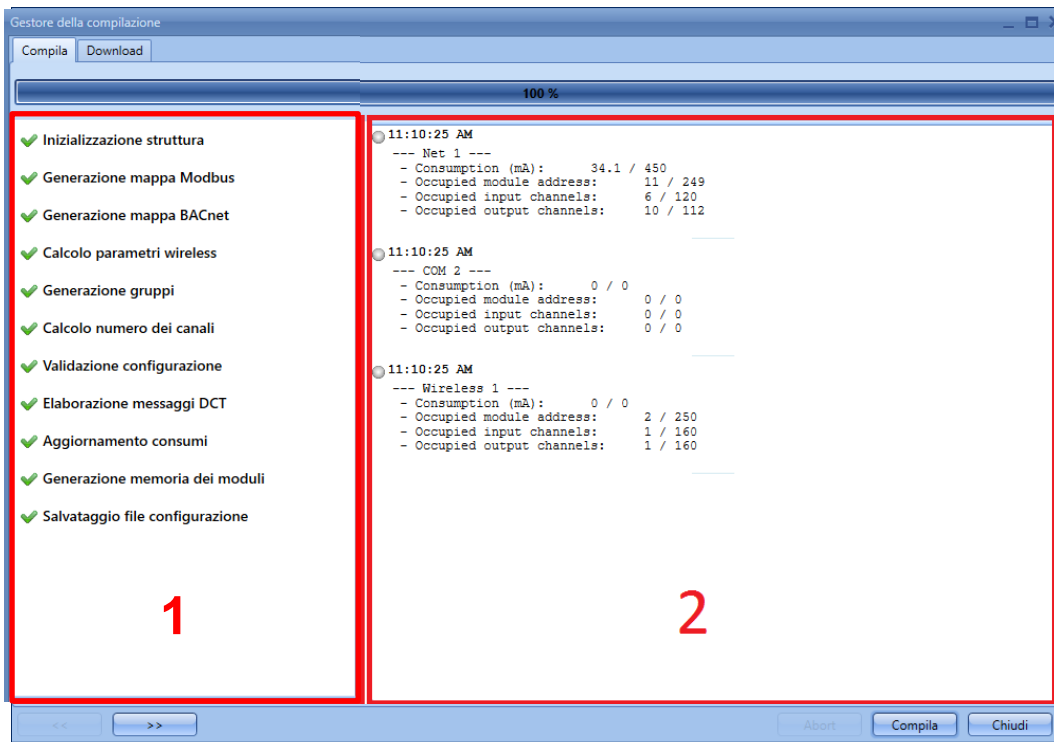 Gestore della compilazione
Compila Download
100 %
Inizializzazione struttura
Generazione mappa Modbus
Generazione mappa BACnet
Calcolo parametri wireless
Generazione gruppi
Calcolo numero dei canali
Validazione configurazione
Elaborazione messaggi DCT
Aggiornamento consumi
Generazione memoria dei moduli
Salvataggio file configurazione
1
11:10:25 AM
--- Net 1 ---
- Consumption (mA): 34.1 / 450
- Occupied module address: 11 / 249
- Occupied input channels: 6 / 120
- Occupied output channels: 10 / 112
11:10:25 AM
--- COM 2 ---
- Consumption (mA): 0 / 0
- Occupied module address: 0 / 0
- Occupied input channels: 0 / 0
- Occupied output channels: 0 / 0
11:10:25 AM
--- Wireless 1 ---
- Consumption (mA): 0 / 0
- Occupied module address: 2 / 250
- Occupied input channels: 1 / 160
- Occupied output channels: 1 / 160
2
<< >> Abort Compila Chiudi